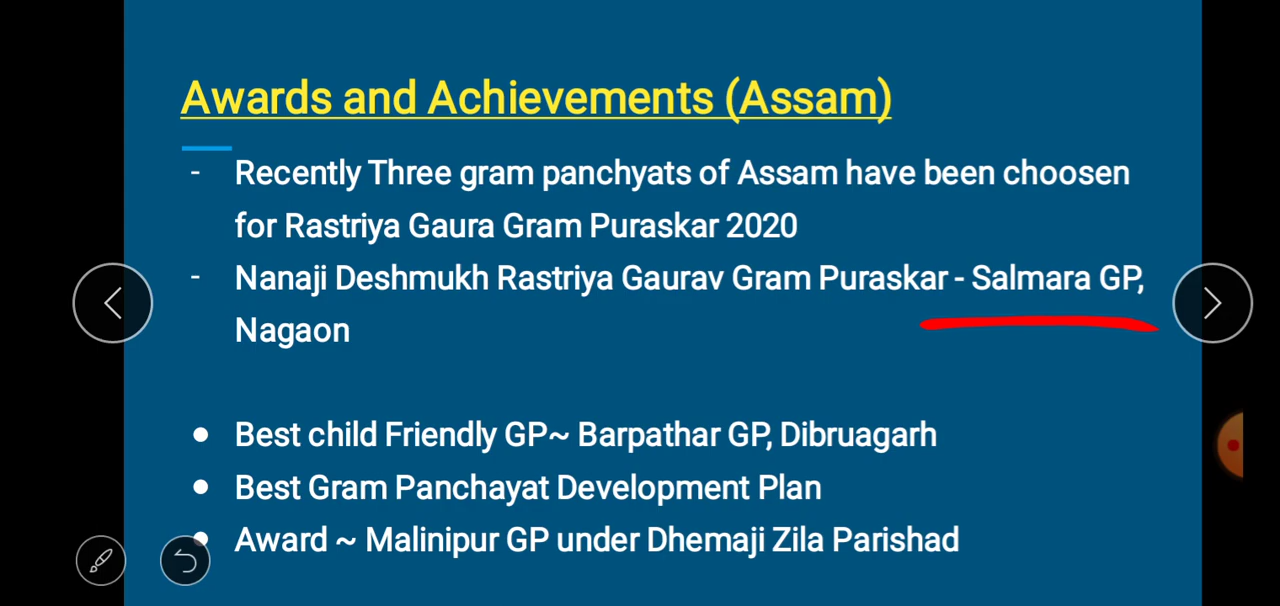 Awards and Achievements (Assam)
- Recently Three gram panchyats of Assam have been choosen
for Rastriya Gaura Gram Puraskar 2020
- Nanaji Deshmukh Rastriya Gaurav Gram Puraskar - Salmara GP,
Nagaon
● Best child Friendly GP~ Barpathar GP, Dibruagarh
● Best Gram Panchayat Development Plan
● Award ~ Malinipur GP under Dhemaji Zila Parishad